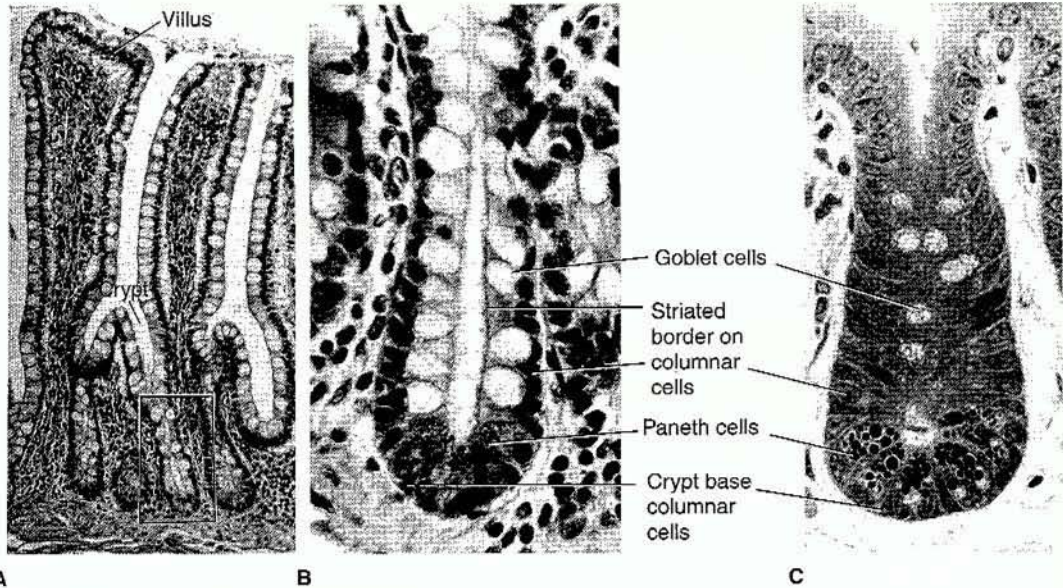 Villus
Crypt
Goblet cells
Striated
border on
columnar
cells
Paneth cells
Crypt base
columnar
cells
A
B
C